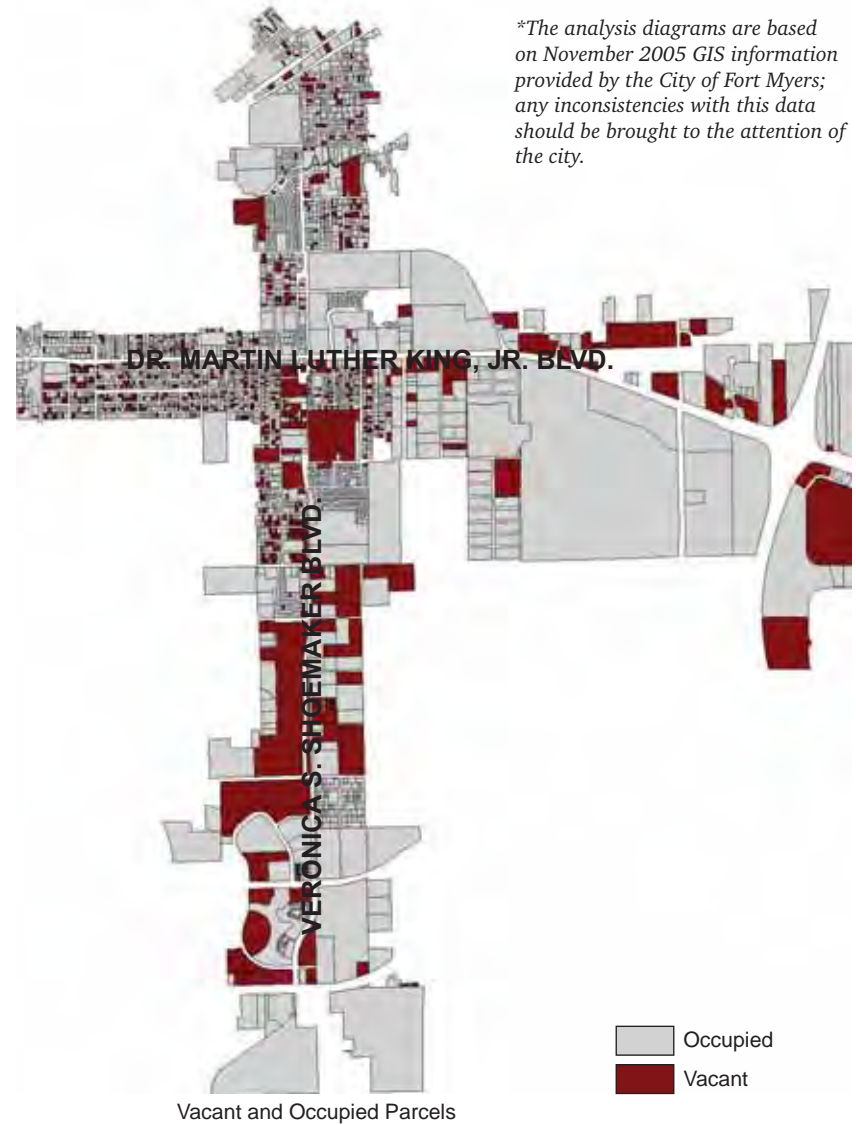 *The analysis diagrams are based
on November 2005 GIS information
provided by the City of Fort Myers;
any inconsistencies with this data
should be brought to the attention of
the city.
DR. MARTIN LUTHER KING, JR. BLVD.
VERONICA S. SHOEMAKER BLVD.
Occupied
Vacant
Vacant and Occupied Parcels